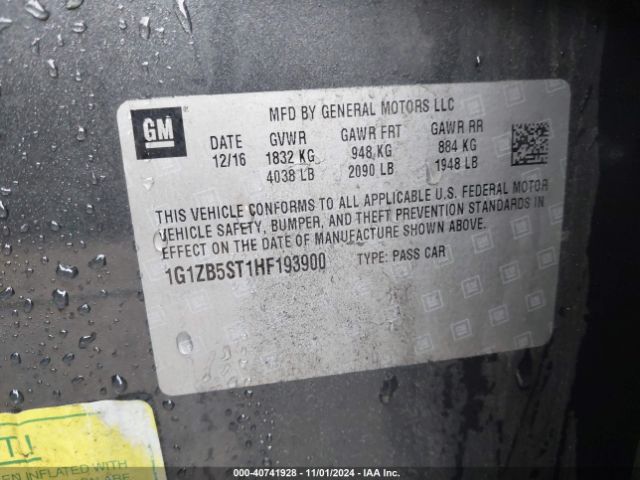 GM
MFD BY GENERAL MOTORS LLC
DATE GVWR GAWR FRT GAWR RR
12/16 1832 KG 948 KG 884 KG
4038 LB 2090 LB 1948 LB
THIS VEHICLE CONFORMS TO ALL APPLICABLE U.S. FEDERAL MOTOR
VEHICLE SAFETY, BUMPER, AND THEFT PREVENTION STANDARDS IN
EFFECT ON THE DATE OF MANUFACTURE SHOWN ABOVE.
1G1ZB5ST1HF193900 TYPE: PASS CAR
T!
EN INFLATED WITH
000-40741928 - 11/01/2024 - IAA Inc.